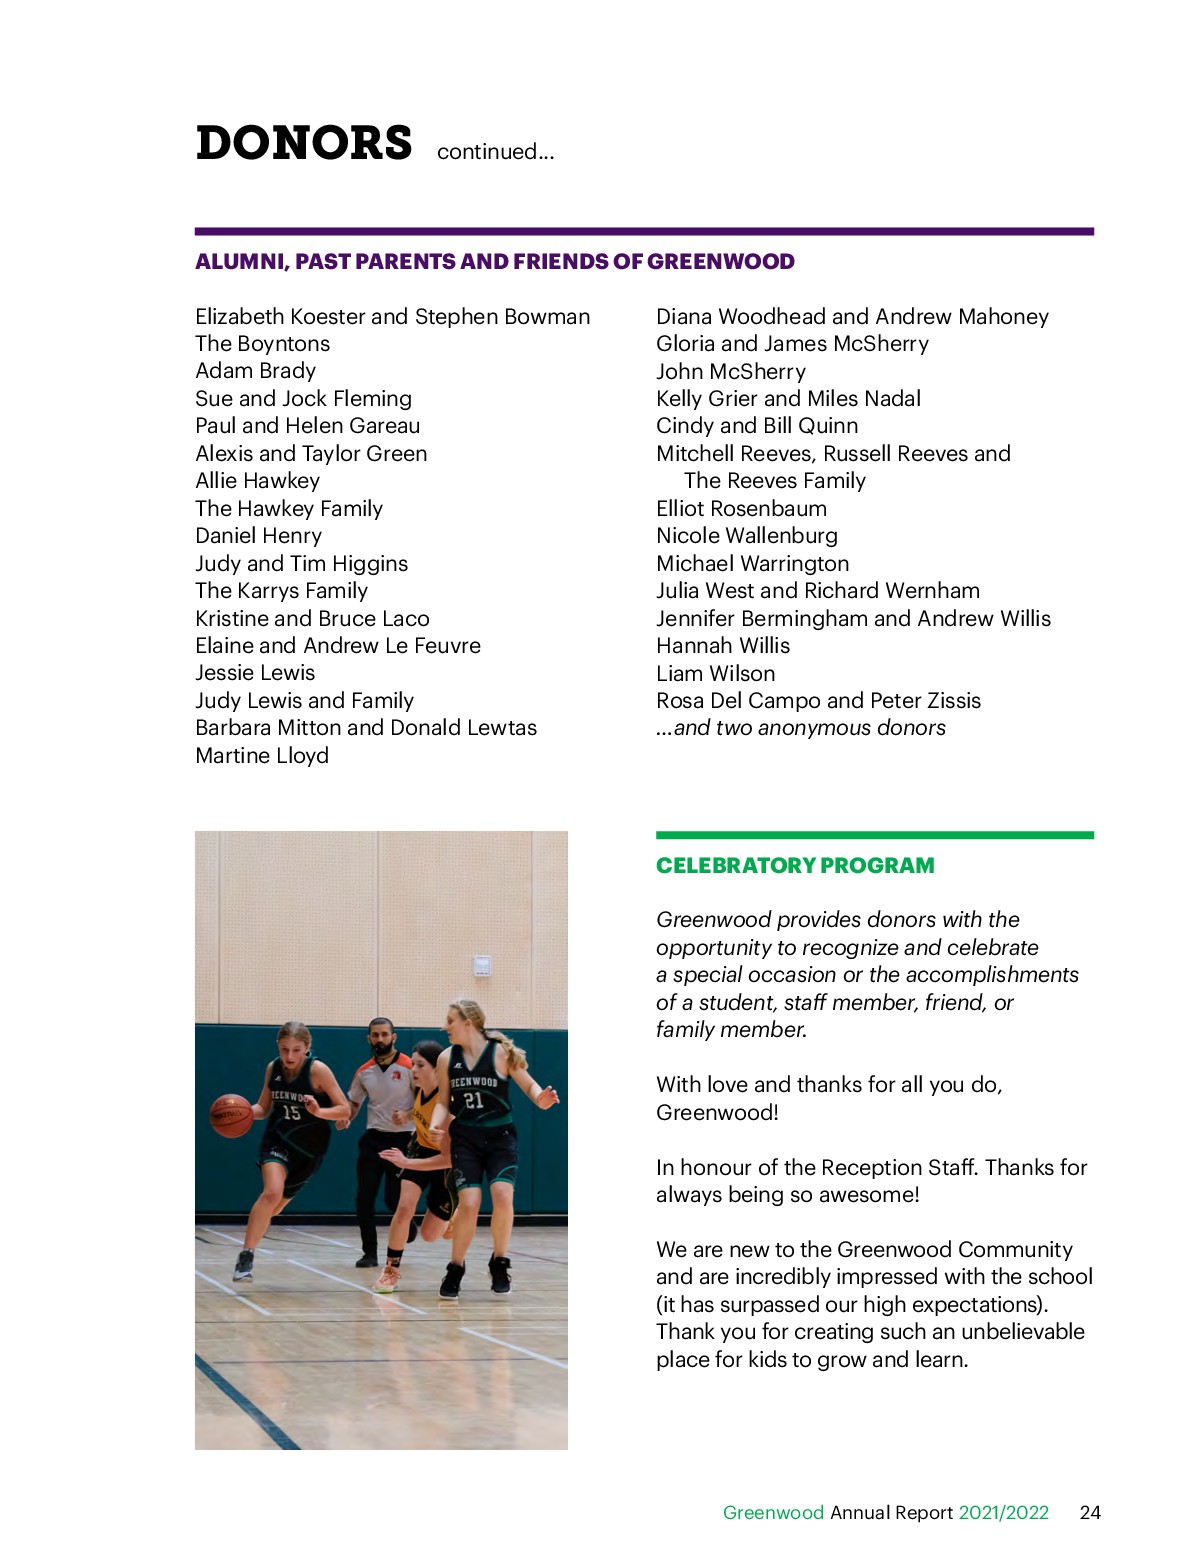 DONORS continued...
ALUMNI, PAST PARENTS AND FRIENDS OF GREENWOOD
Elizabeth Koester and Stephen Bowman
The Boyntons
Adam Brady
Sue and Jock Fleming
Paul and Helen Gareau
Alexis and Taylor Green
Allie Hawkey
The Hawkey Family
Daniel Henry
Judy and Tim Higgins
The Karrys Family
Kristine and Bruce Laco
Elaine and Andrew Le Feuvre
Jessie Lewis
Judy Lewis and Family
Barbara Mitton and Donald Lewtas
Martine Lloyd
Diana Woodhead and Andrew Mahoney
Gloria and James McSherry
John McSherry
Kelly Grier and Miles Nadal
Cindy and Bill Quinn
Mitchell Reeves, Russell Reeves and
The Reeves Family
Elliot Rosenbaum
Nicole Wallenburg
Michael Warrington
Julia West and Richard Wernham
Jennifer Bermingham and Andrew Willis
Hannah Willis
Liam Wilson
Rosa Del Campo and Peter Zissis
...and two anonymous donors
15
21
CELEBRATORY PROGRAM
Greenwood provides donors with the
opportunity to recognize and celebrate
a special occasion or the accomplishments
of a student, staff member, friend, or
family member.
With love and thanks for all you do,
Greenwood!
In honour of the Reception Staff. Thanks for
always being so awesome!
We are new to the Greenwood Community
and are incredibly impressed with the school
(it has surpassed our high expectations).
Thank you for creating such an unbelievable
place for kids to grow and learn.
Greenwood Annual Report 2021/2022 24